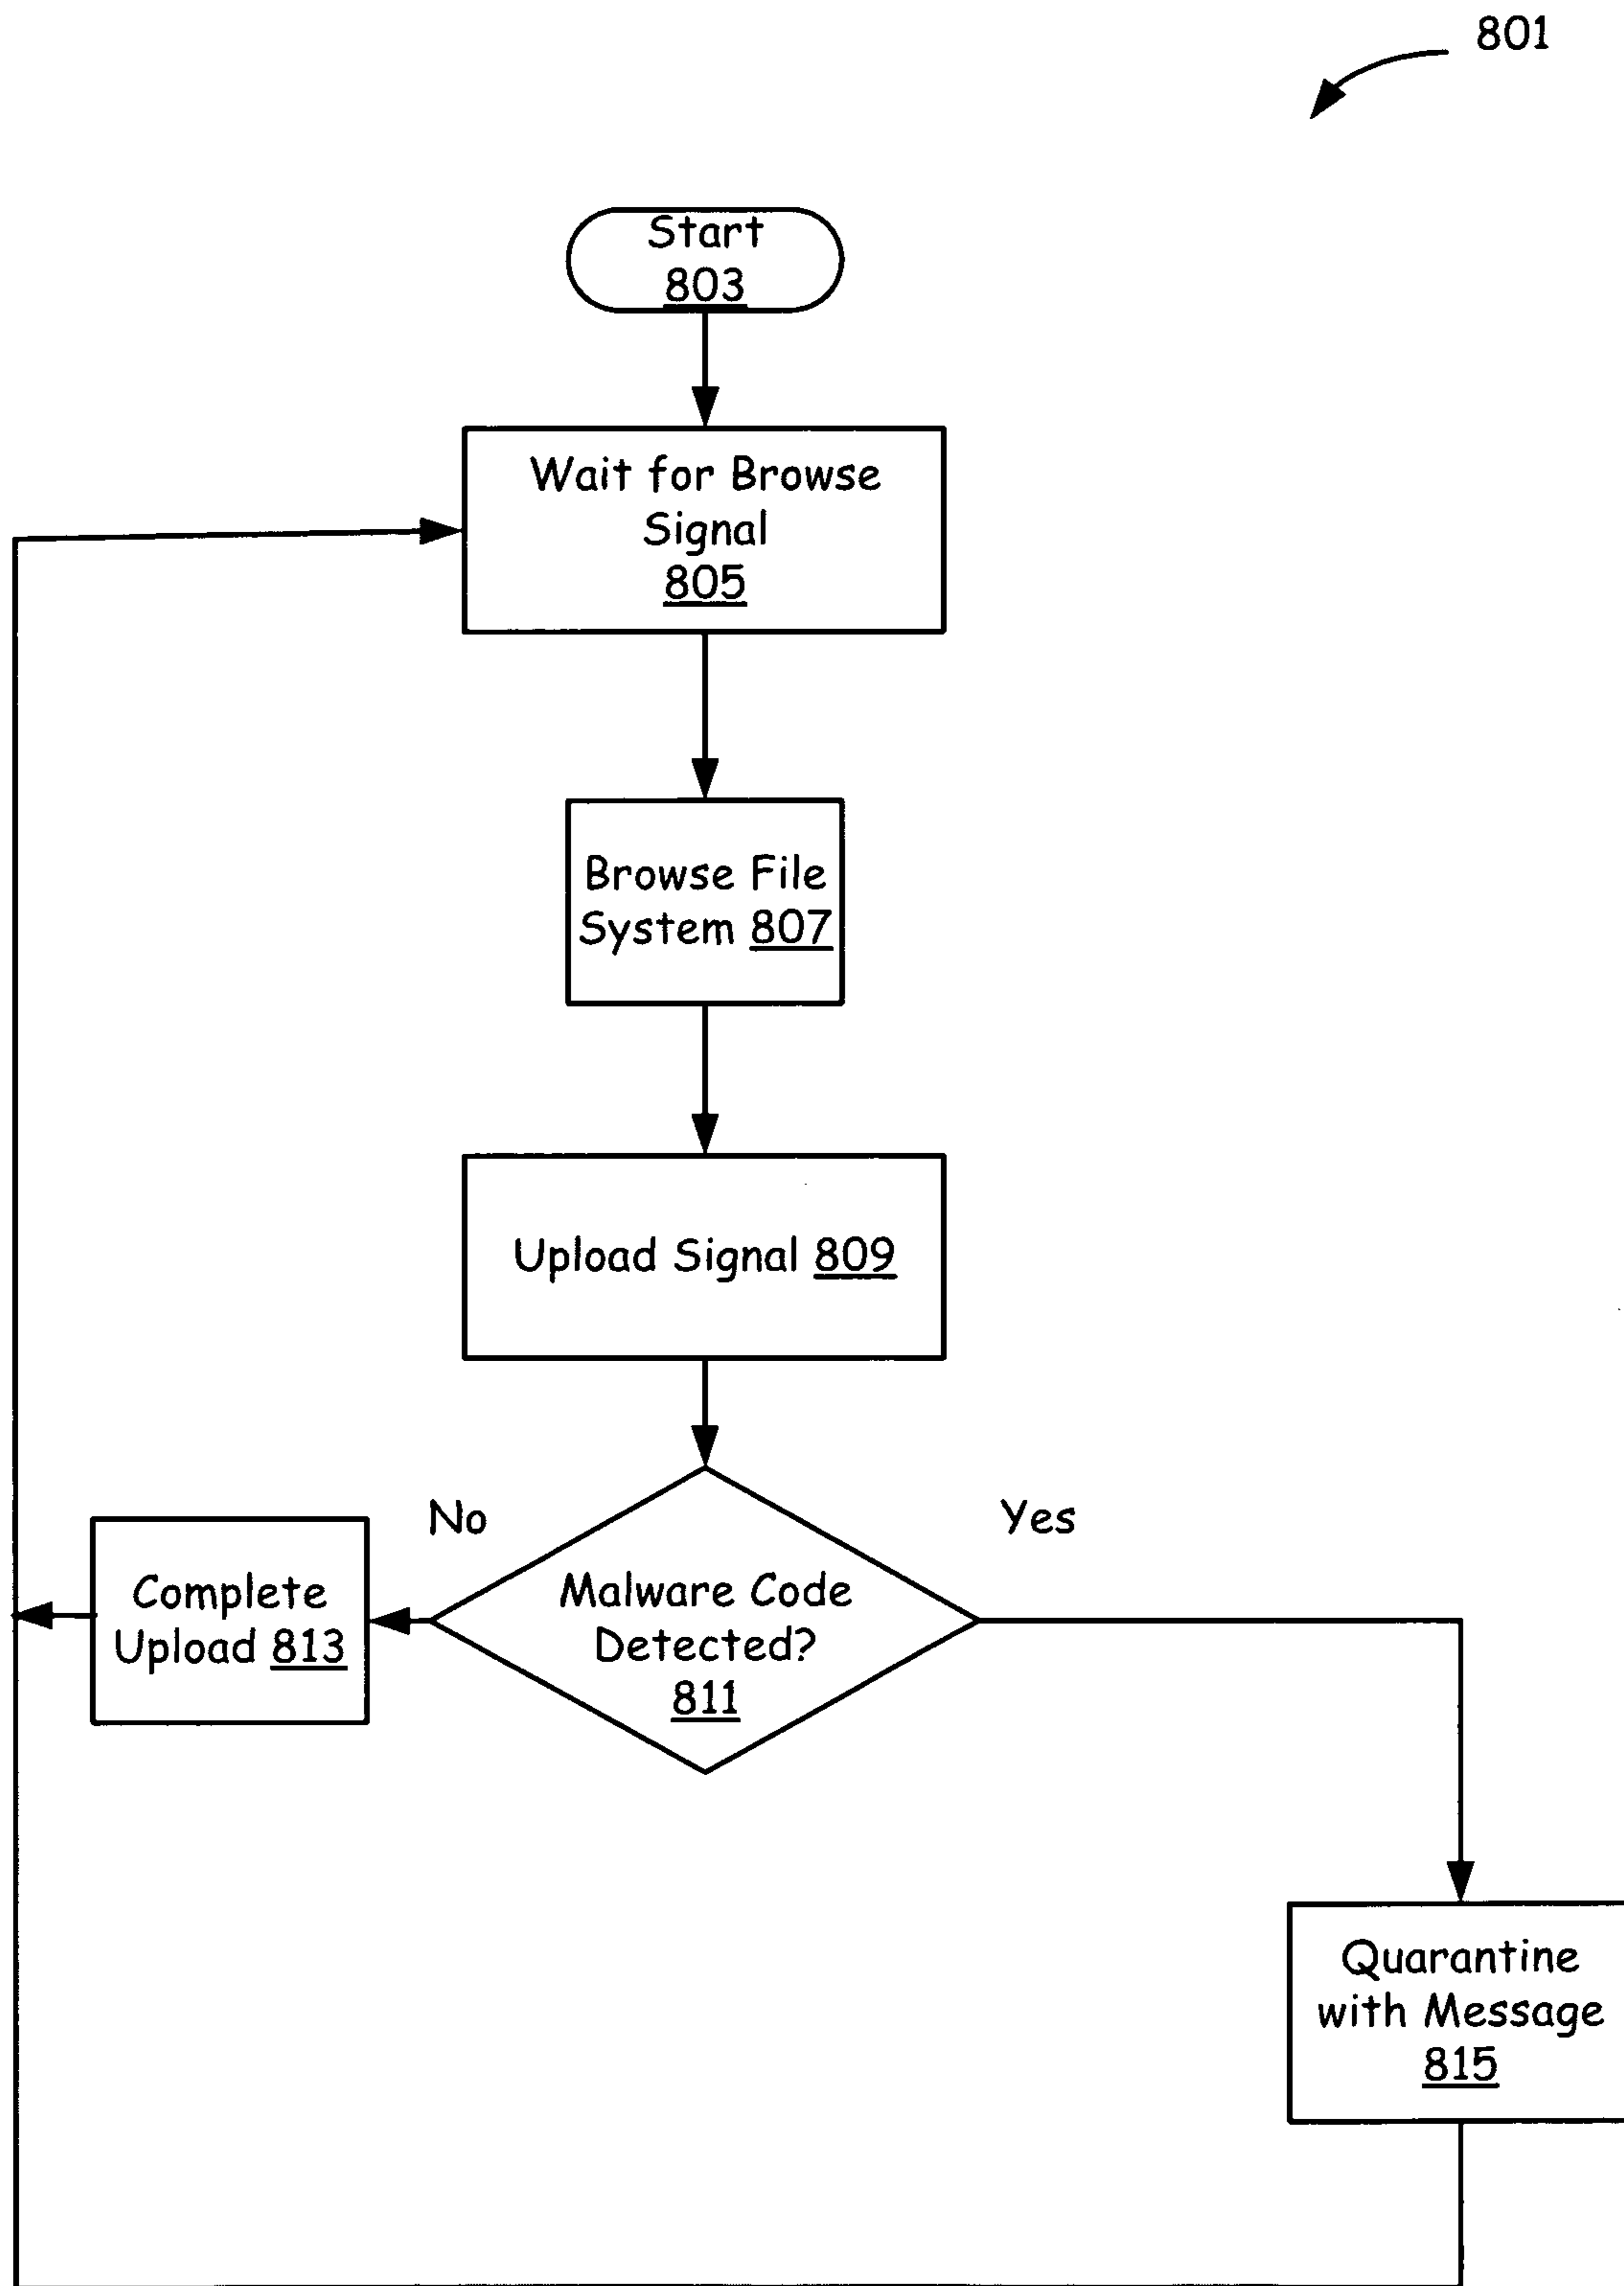 801
Start
803
Wait for Browse
Signal
805
Browse File
System 807
Upload Signal 809
No
Yes
Malware Code
Detected?
811
Complete
Upload 813
Quarantine
with Message
815